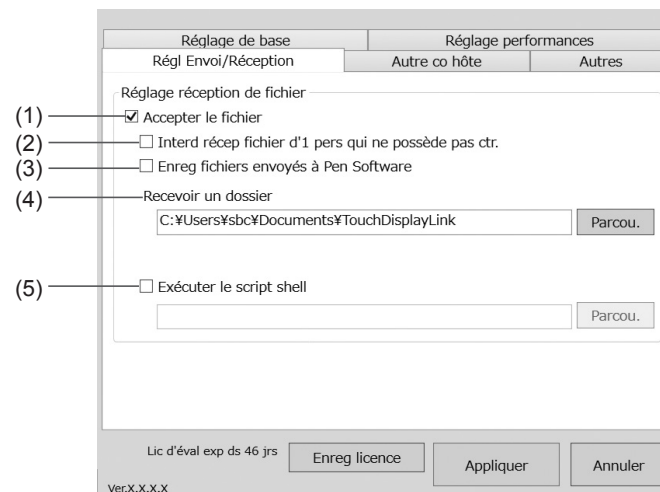 Réglage de base Réglage performances
Régl Envoi/Réception Autre co hôte Autres
Réglage réception de fichier
(1) Accepter le fichier
(2) Interd récep fichier d'1 pers qui ne possède pas ctr.
(3) Enreg fichiers envoyés à Pen Software
(4) Recevoir un dossier
C:¥Users¥sbc¥Documents¥TouchDisplayLink Parcou.
(5) Exécuter le script shell
Parcou.
Lic d'éval exp ds 46 jrs Enreg licence Appliquer Annuler
Ver.X.X.X.X